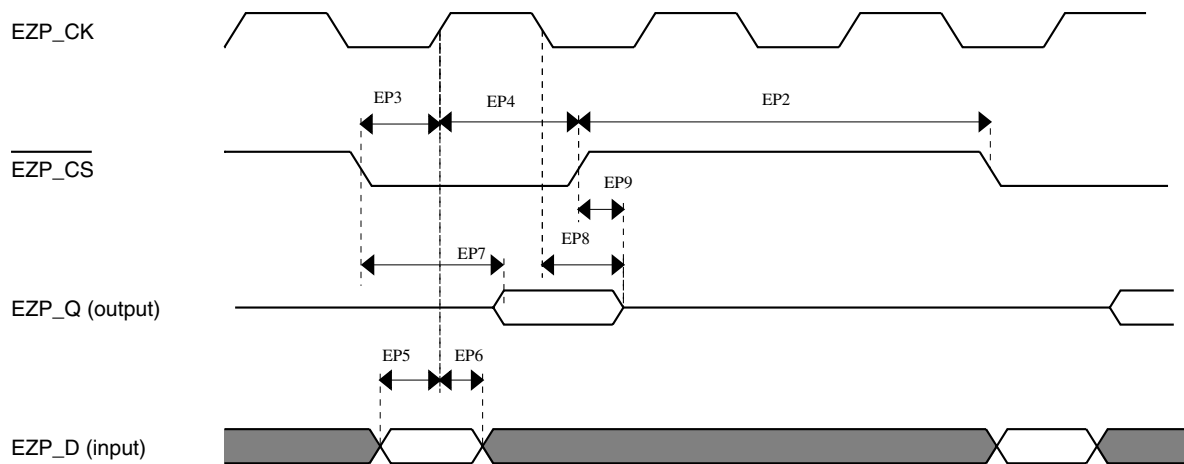 EZP_CK
EP3
EP4
EP2
EZP_CS
EP9
EP8
EP7
EZP_Q (output)
EP5
EP6
EZP_D (input)